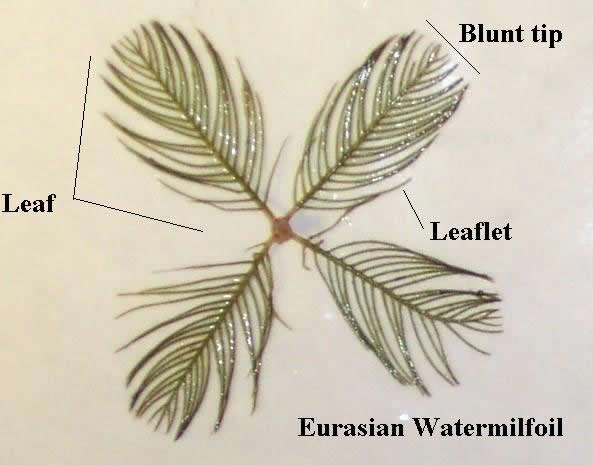 Blunt tip
Leaf
Leaflet
Eurasian Watermilfoil